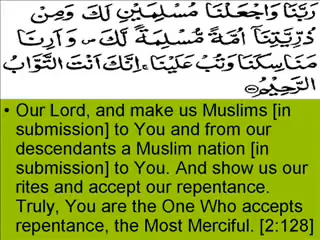 رَبَّنَا وَاجْعَلْنَا مُسْلِمَيْنِ لَكَ وَمِنْ
ذُرِّيَّتِنَا أُمَّةً مُسْلِمَةً لَكَ ۖ وَأَرِنَا
مَنَاسِكَنَا وَتُبْ عَلَيْنَا ۚ إِنَّكَ أَنْتَ التَّوَّابُ
الرَّحِيمُ
• Our Lord, and make us Muslims [in
submission] to You and from our
descendants a Muslim nation [in
submission] to You. And show us our
rites and accept our repentance.
Truly, You are the One Who accepts
repentance, the Most Merciful. [2:128]